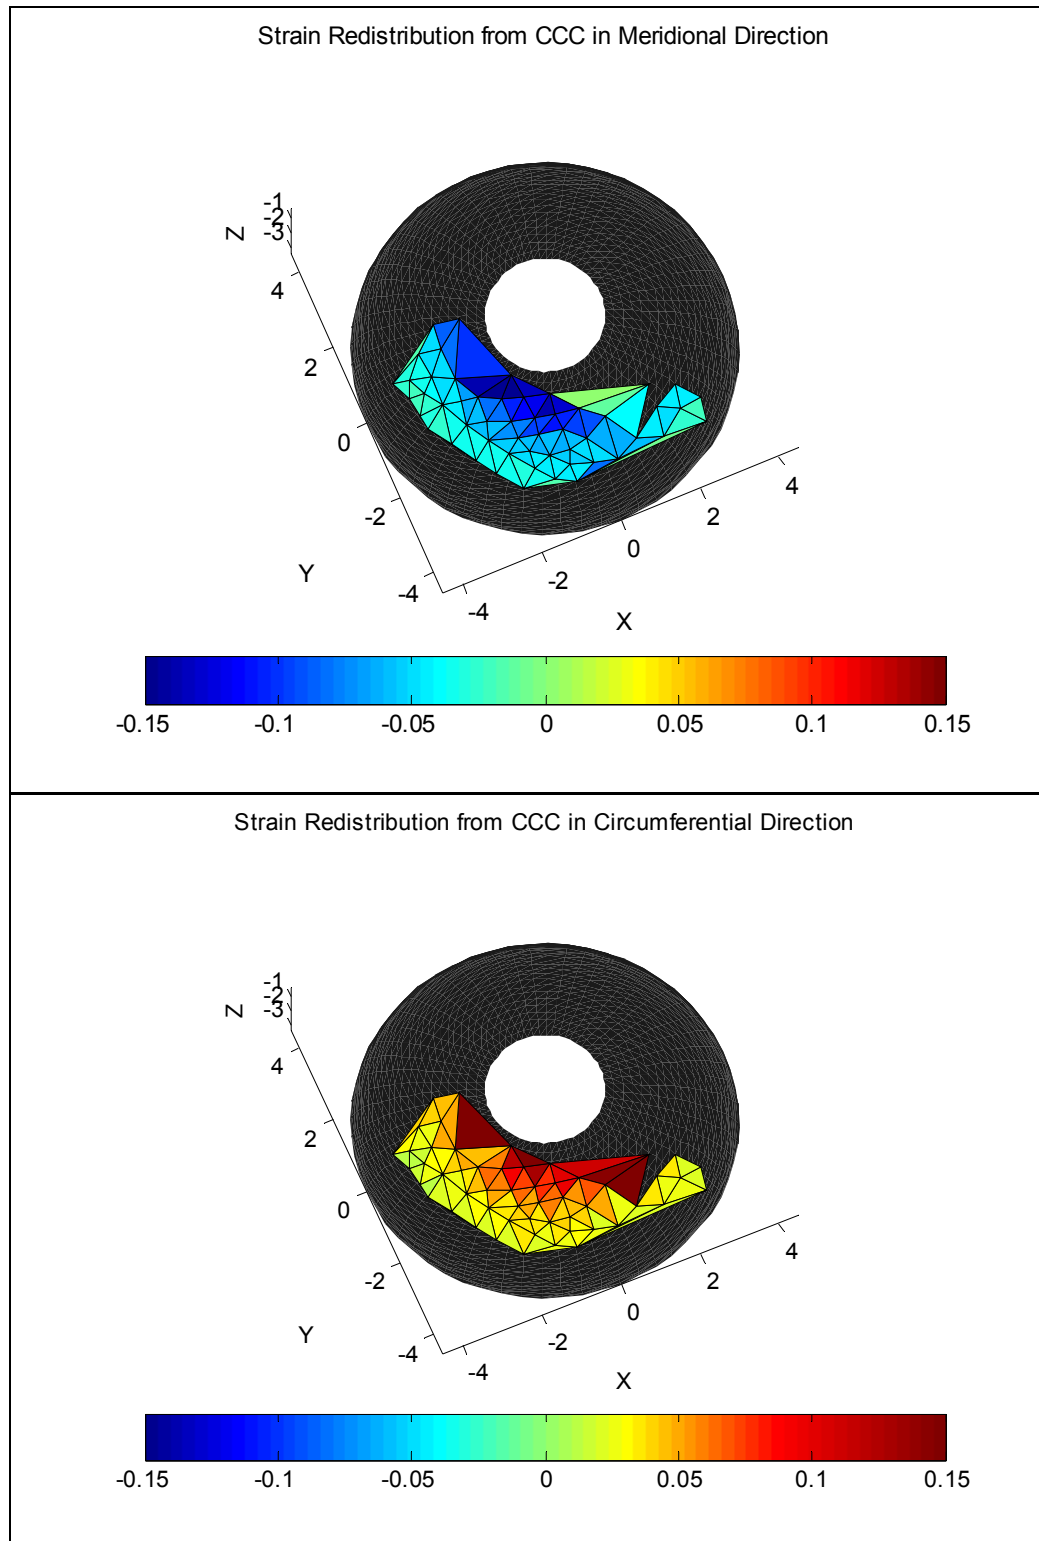 Strain Redistribution from CCC in Meridional Direction
-1
-2
-3
Z
4
2
0
-2
-4
Y
-4
-2
0
2
4
X
-0.15 -0.1 -0.05 0 0.05 0.1 0.15
Strain Redistribution from CCC in Circumferential Direction
-1
-2
-3
Z
4
2
0
-2
-4
Y
-4
-2
0
2
4
X
-0.15 -0.1 -0.05 0 0.05 0.1 0.15